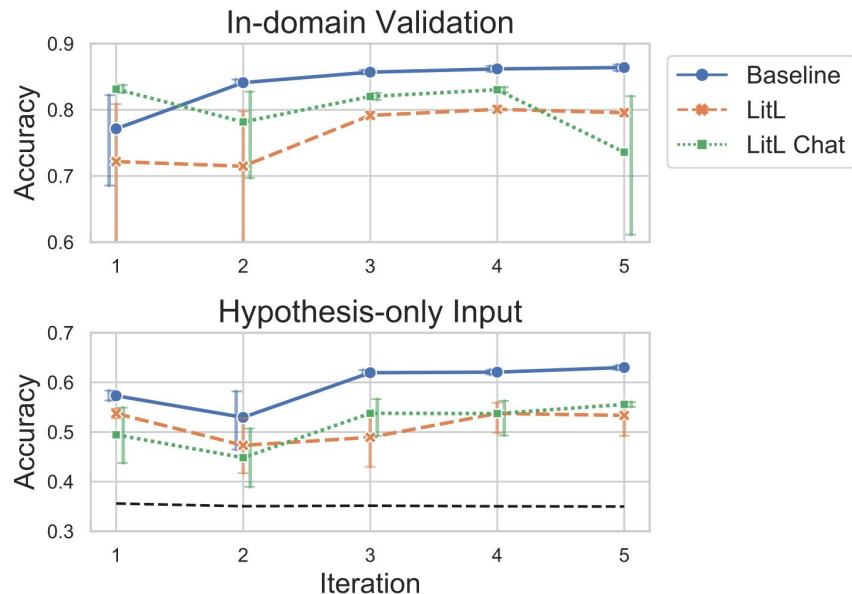 In-domain Validation
Accuracy
0.9
0.8
0.7
0.6
1 2 3 4 5
Baseline
LitL
LitL Chat
Hypothesis-only Input
Accuracy
0.7
0.6
0.5
0.4
0.3
1 2 3 4 5
Iteration